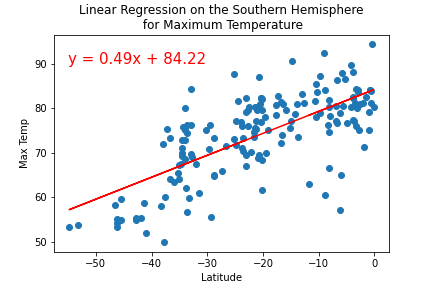 Linear Regression on the Southern Hemisphere
for Maximum Temperature
y = 0.49x + 84.22
Max Temp
90
80
70
60
50
−50
−40
−30
−20
−10
0
Latitude